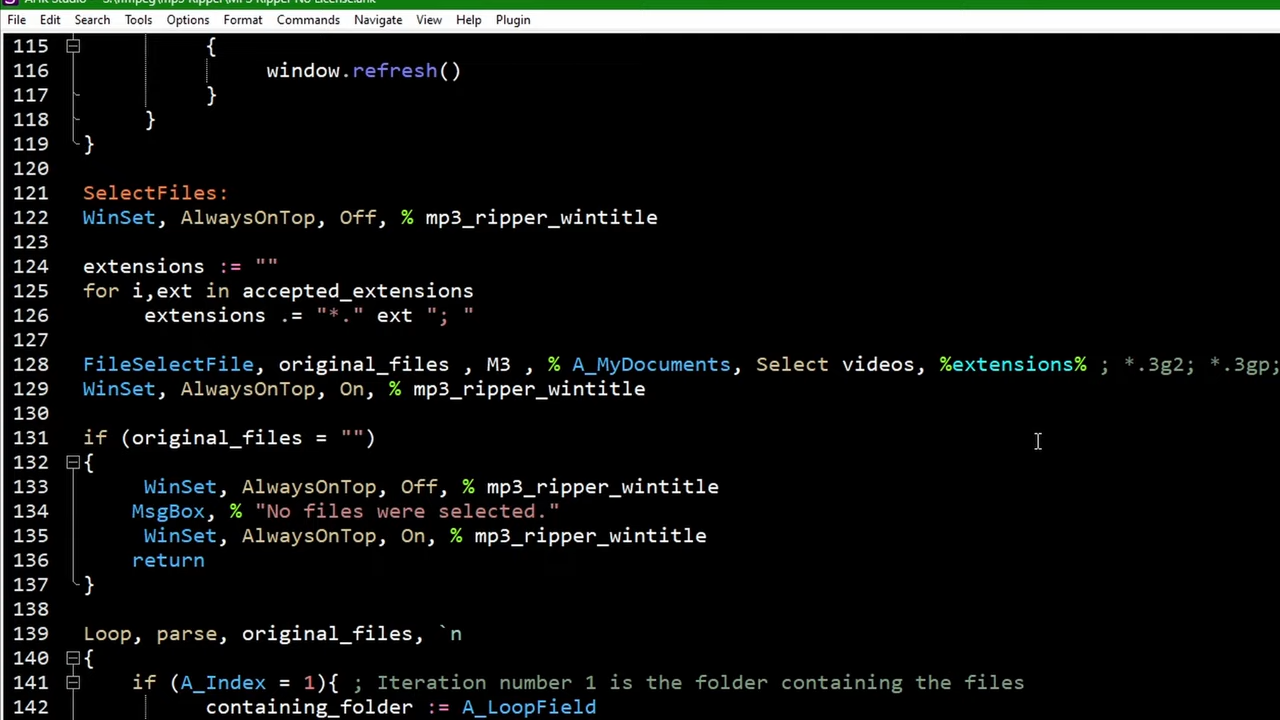 File Edit Search Tools Options Format Commands Navigate View Help Plugin
115 {
116 window.refresh()
117 }
118 }
119 }
120
121 SelectFiles:
122 WinSet, AlwaysOnTop, Off, % mp3_ripper_wintitle
123
124 extensions := ""
125 for i,ext in accepted_extensions
126 extensions .= "*." ext "; "
127
128 FileSelectFile, original_files , M3 , % A_MyDocuments, Select videos, %extensions% ; *.3g2; *.3gp;
129 WinSet, AlwaysOnTop, On, % mp3_ripper_wintitle
130
131 if (original_files = "")
132 {
133 WinSet, AlwaysOnTop, Off, % mp3_ripper_wintitle
134 MsgBox, % "No files were selected."
135 WinSet, AlwaysOnTop, On, % mp3_ripper_wintitle
136 return
137 }
138
139 Loop, parse, original_files, `n
140 {
141 if (A_Index = 1){ ; Iteration number 1 is the folder containing the files
142 containing_folder := A_LoopField